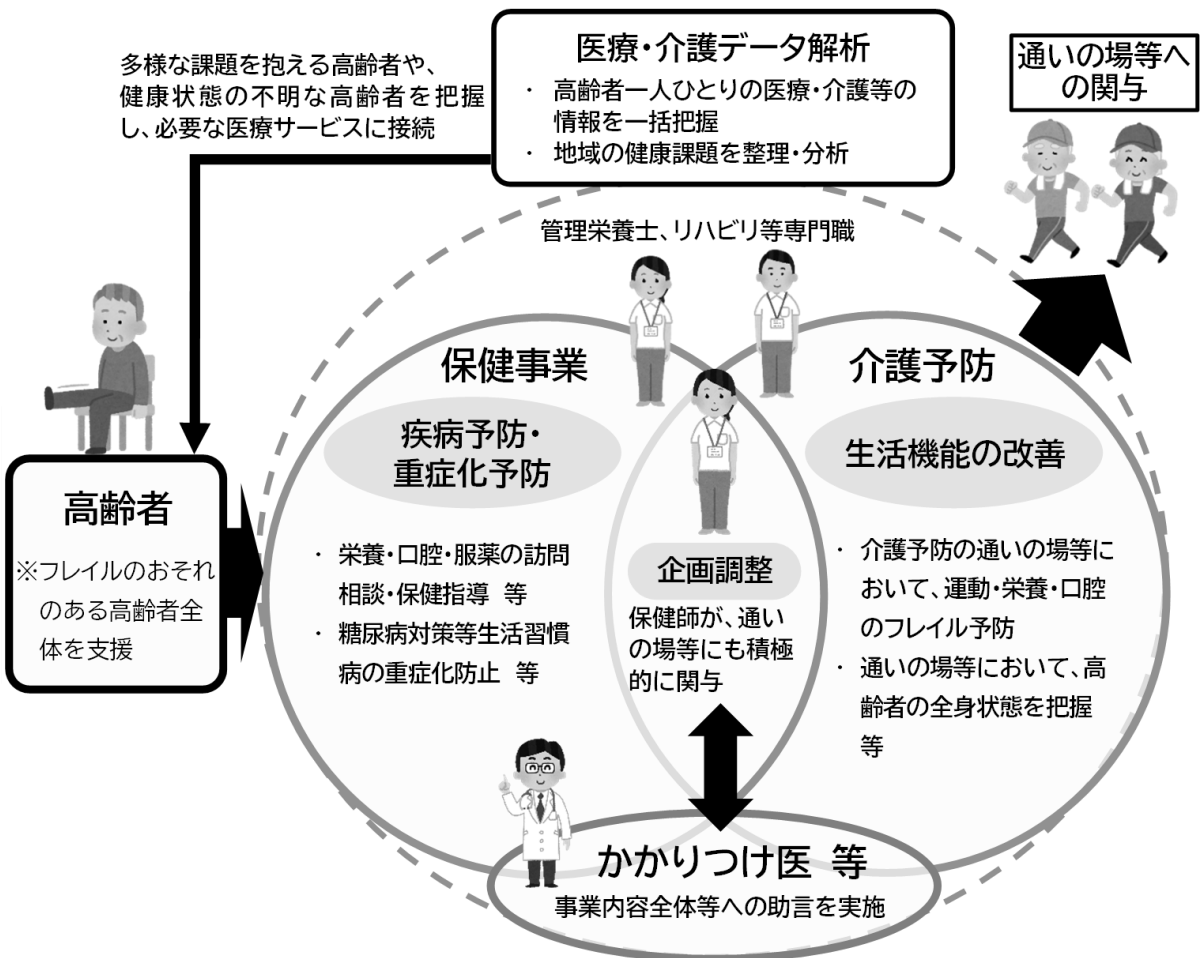 医療・介護データ解析
・ 高齢者一人ひとりの医療・介護等の
情報を一括把握
・ 地域の健康課題を整理・分析
多様な課題を抱える高齢者や、
健康状態の不明な高齢者を把握
し、必要な医療サービスに接続
通いの場等へ
の関与
管理栄養士、リハビリ等専門職
高齢者
※フレイルのおそれ
のある高齢者全
体を支援
保健事業
疾病予防・
重症化予防
・ 栄養・口腔・服薬の訪問
相談・保健指導 等
・ 糖尿病対策等生活習慣
病の重症化防止 等
企画調整
保健師が、通い
の場等にも積極
的に関与
介護予防
生活機能の改善
・ 介護予防の通いの場等に
おいて、運動・栄養・口腔
のフレイル予防
・ 通いの場等において、高
齢者の全身状態を把握
等
かかりつけ医 等
事業内容全体等への助言を実施